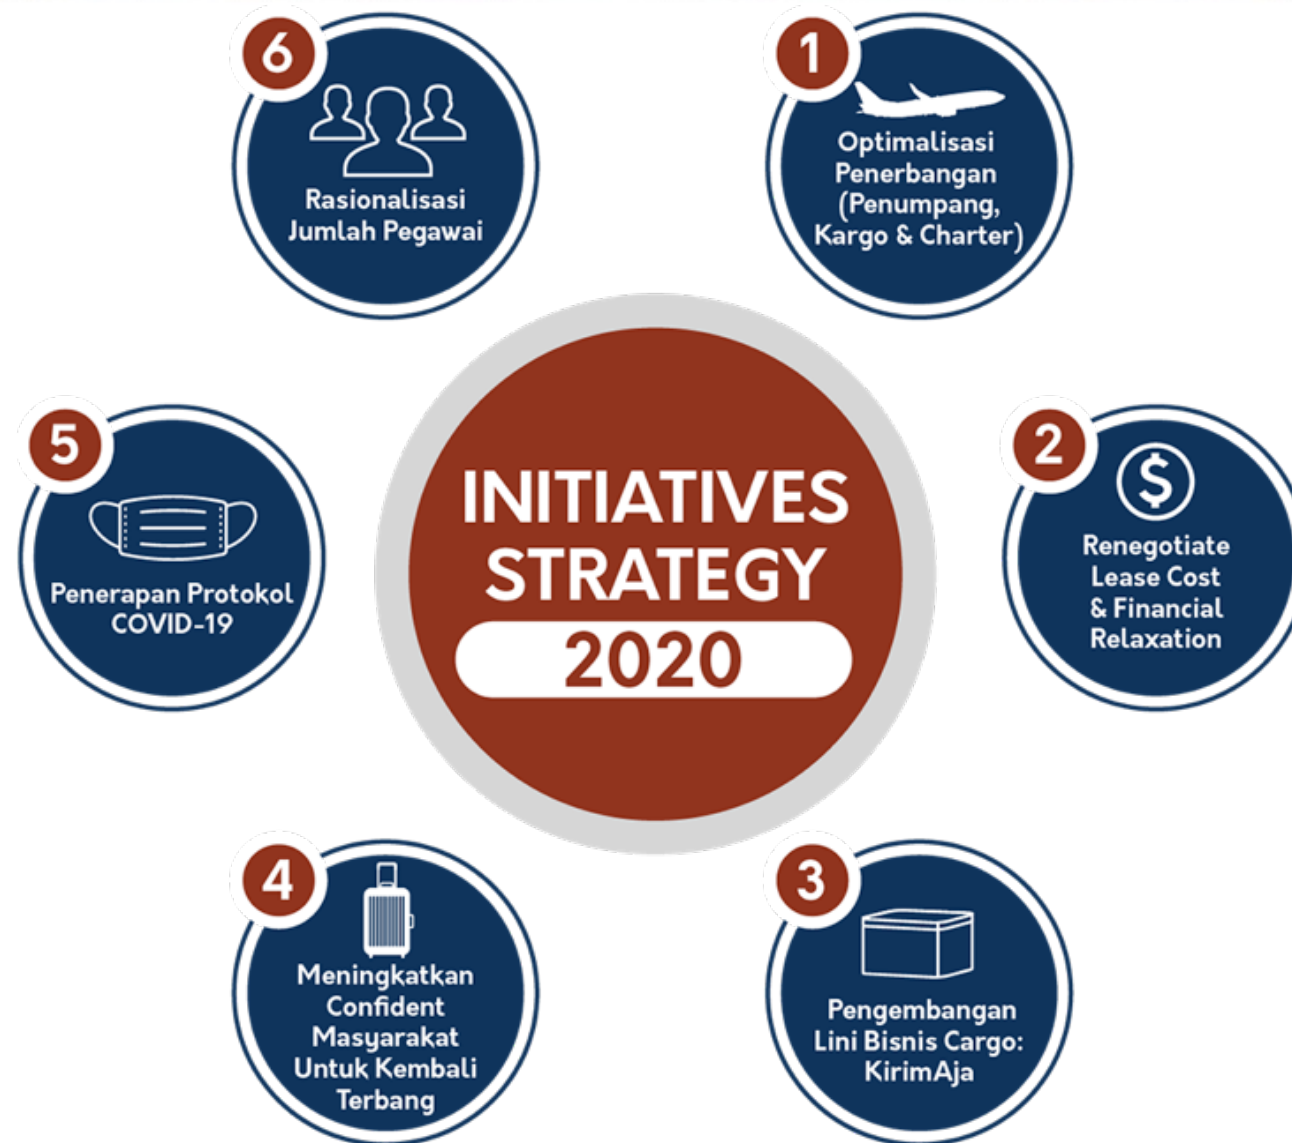 INITIATIVES
STRATEGY
2020
1
Optimalisasi
Penerbangan
(Penumpang,
Kargo & Charter)
2
$
Renegotiate
Lease Cost
& Financial
Relaxation
3
Pengembangan
Lini Bisnis Cargo:
KirimAja
4
Meningkatkan
Confident
Masyarakat
Untuk Kembali
Terbang
5
Penerapan Protokol
COVID-19
6
Rasionalisasi
Jumlah Pegawai